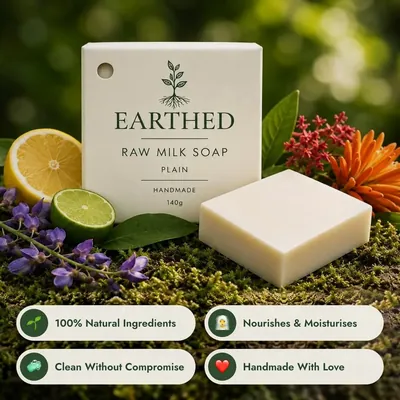 EARTHED
RAW MILK SOAP
PLAIN
HANDMADE
140g
100% Natural Ingredients
Nourishes & Moisturises
Clean Without Compromise
Handmade With Love